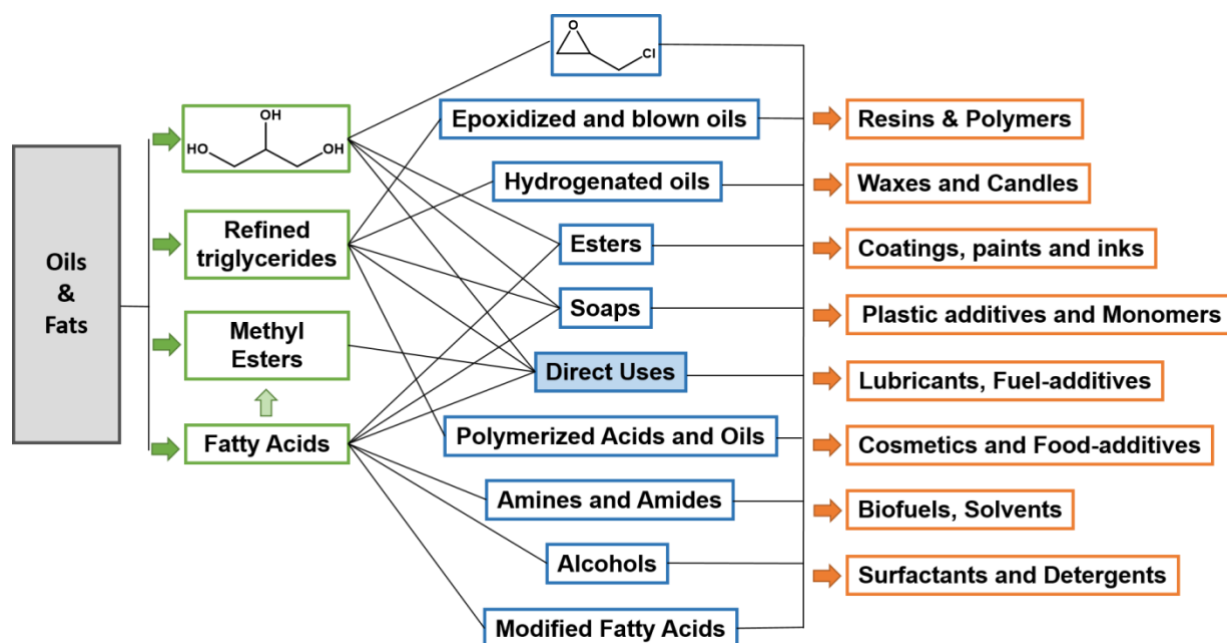 O
Cl
OH
HO
OH
Oils
&
Fats
Refined
triglycerides
Methyl
Esters
Fatty Acids
Epoxidized and blown oils
Hydrogenated oils
Esters
Soaps
Direct Uses
Polymerized Acids and Oils
Amines and Amides
Alcohols
Modified Fatty Acids
Resins & Polymers
Waxes and Candles
Coatings, paints and inks
Plastic additives and Monomers
Lubricants, Fuel-additives
Cosmetics and Food-additives
Biofuels, Solvents
Surfactants and Detergents